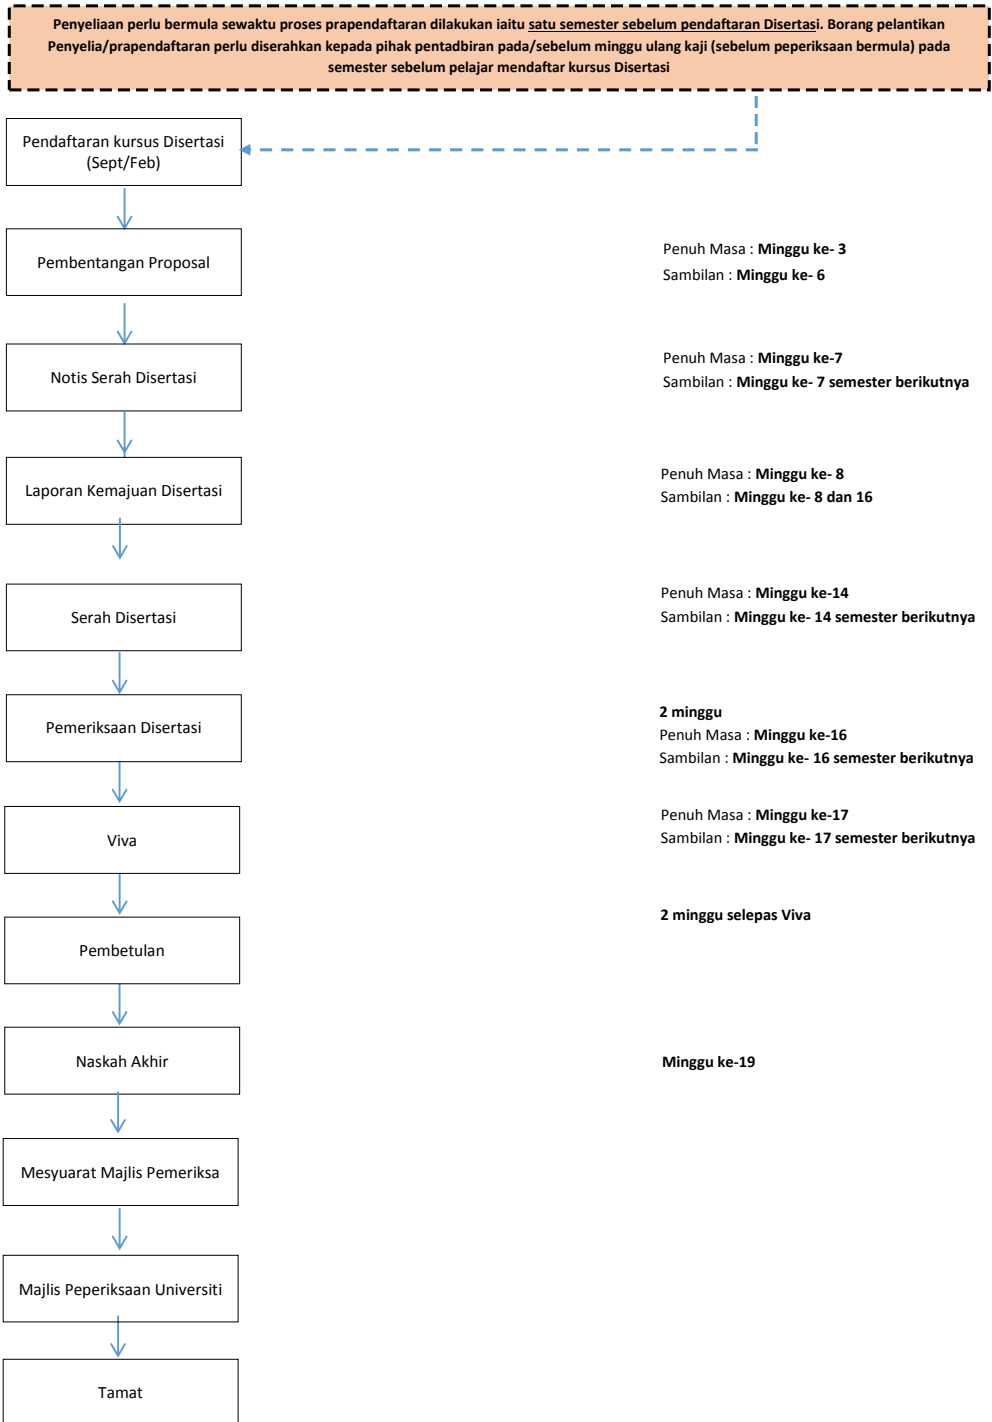 Penyeliaan perlu bermula sewaktu proses prapendaftaran dilakukan iaitu satu semester sebelum pendaftaran Disertasi. Borang pelantikan
Penyelia/prapendaftaran perlu diserahkan kepada pihak pentadbiran pada/sebelum minggu ulang kaji (sebelum peperiksaan bermula) pada
semester sebelum pelajar mendaftar kursus Disertasi
Pendaftaran kursus Disertasi
(Sept/Feb)
Pembentangan Proposal
Penuh Masa : Minggu ke- 3
Sambilan : Minggu ke- 6
Notis Serah Disertasi
Penuh Masa : Minggu ke-7
Sambilan : Minggu ke- 7 semester berikutnya
Laporan Kemajuan Disertasi
Penuh Masa : Minggu ke- 8
Sambilan : Minggu ke- 8 dan 16
Serah Disertasi
Penuh Masa : Minggu ke-14
Sambilan : Minggu ke- 14 semester berikutnya
Pemeriksaan Disertasi
2 minggu
Penuh Masa : Minggu ke-16
Sambilan : Minggu ke- 16 semester berikutnya
Viva
Penuh Masa : Minggu ke-17
Sambilan : Minggu ke- 17 semester berikutnya
Pembetulan
2 minggu selepas Viva
Naskah Akhir
Minggu ke-19
Mesyuarat Majlis Pemeriksa
Majlis Peperiksaan Universiti
Tamat